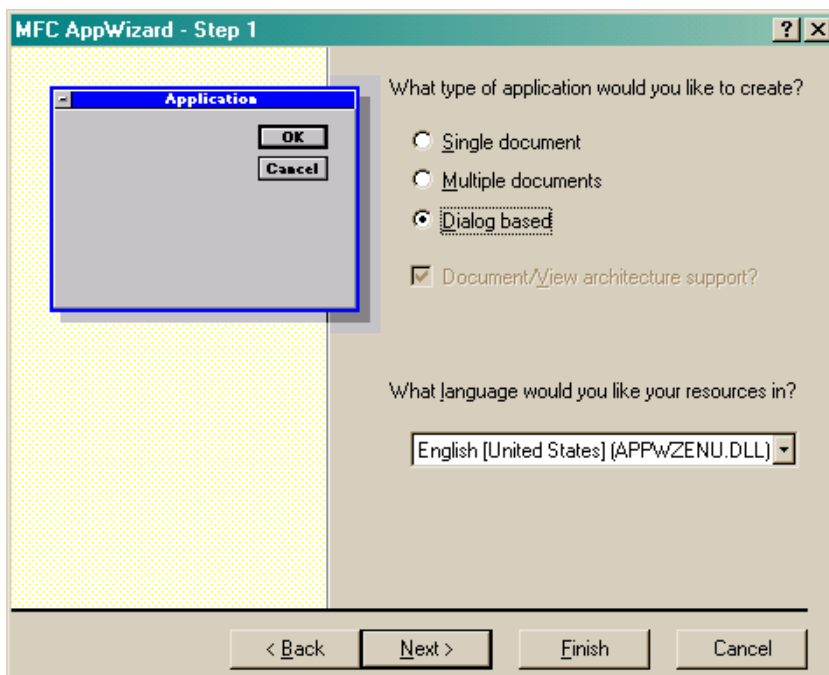 MFC AppWizard - Step 1
Application
OK
Cancel
What type of application would you like to create?
Single document
Multiple documents
Dialog based
Document/View architecture support?
What language would you like your resources in?
English [United States] (APPWZENU.DLL)
< Back
Next >
Finish
Cancel